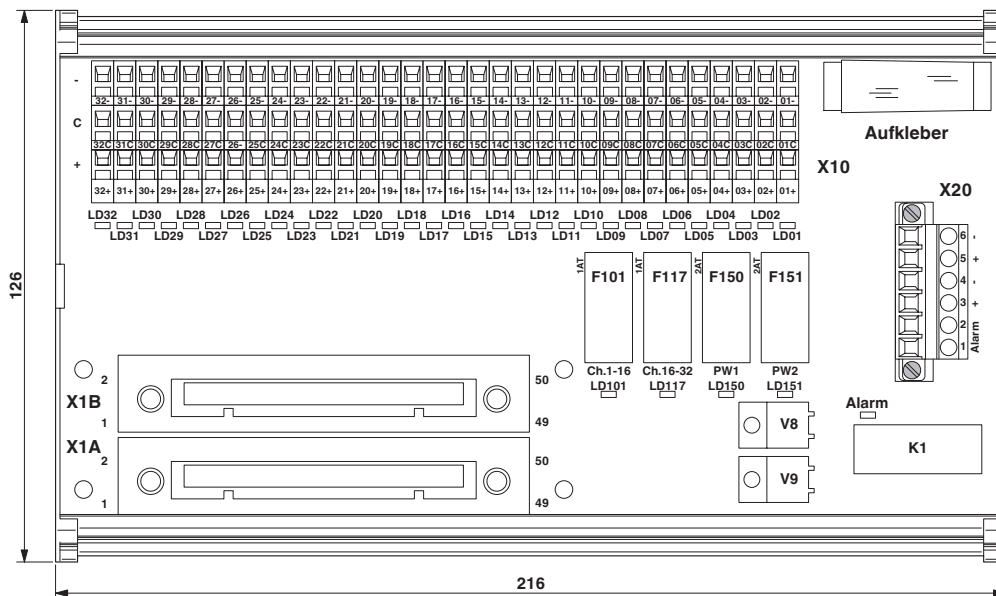 -
32- 31- 30- 29- 28- 27- 26- 25- 24- 23- 22- 21- 20- 19- 18- 17- 16- 15- 14- 13- 12- 11- 10- 09- 08- 07- 06- 05- 04- 03- 02- 01-
C
32C 31C 30C 29C 28C 27C 26- 25C 24C 23C 22C 21C 20C 19C 18C 17C 16C 15C 14C 13C 12C 11C 10C 09C 08C 07C 06C 05C 04C 03C 02C 01C
+
32+ 31+ 30+ 29+ 28+ 27+ 26+ 25+ 24+ 23+ 22+ 21+ 20+ 19+ 18+ 17+ 16+ 15+ 14+ 13+ 12+ 11+ 10+ 09+ 08+ 07+ 06+ 05+ 04+ 03+ 02+ 01+
Aufkleber
X10
X20
LD32 LD30 LD28 LD26 LD24 LD22 LD20 LD18 LD16 LD14 LD12 LD10 LD08 LD06 LD04 LD02
LD31 LD29 LD27 LD25 LD23 LD21 LD19 LD17 LD15 LD13 LD11 LD09 LD07 LD05 LD03 LD01
6 -
5 +
4 -
3 +
2
1
Alarm
1AT F101
1AT F117
2AT F150
2AT F151
Ch.1-16 Ch.16-32 PW1 PW2
LD101 LD117 LD150 LD151
126
X1B
2 50
1 49
X1A
2 50
1 49
V8
V9
Alarm
K1
216